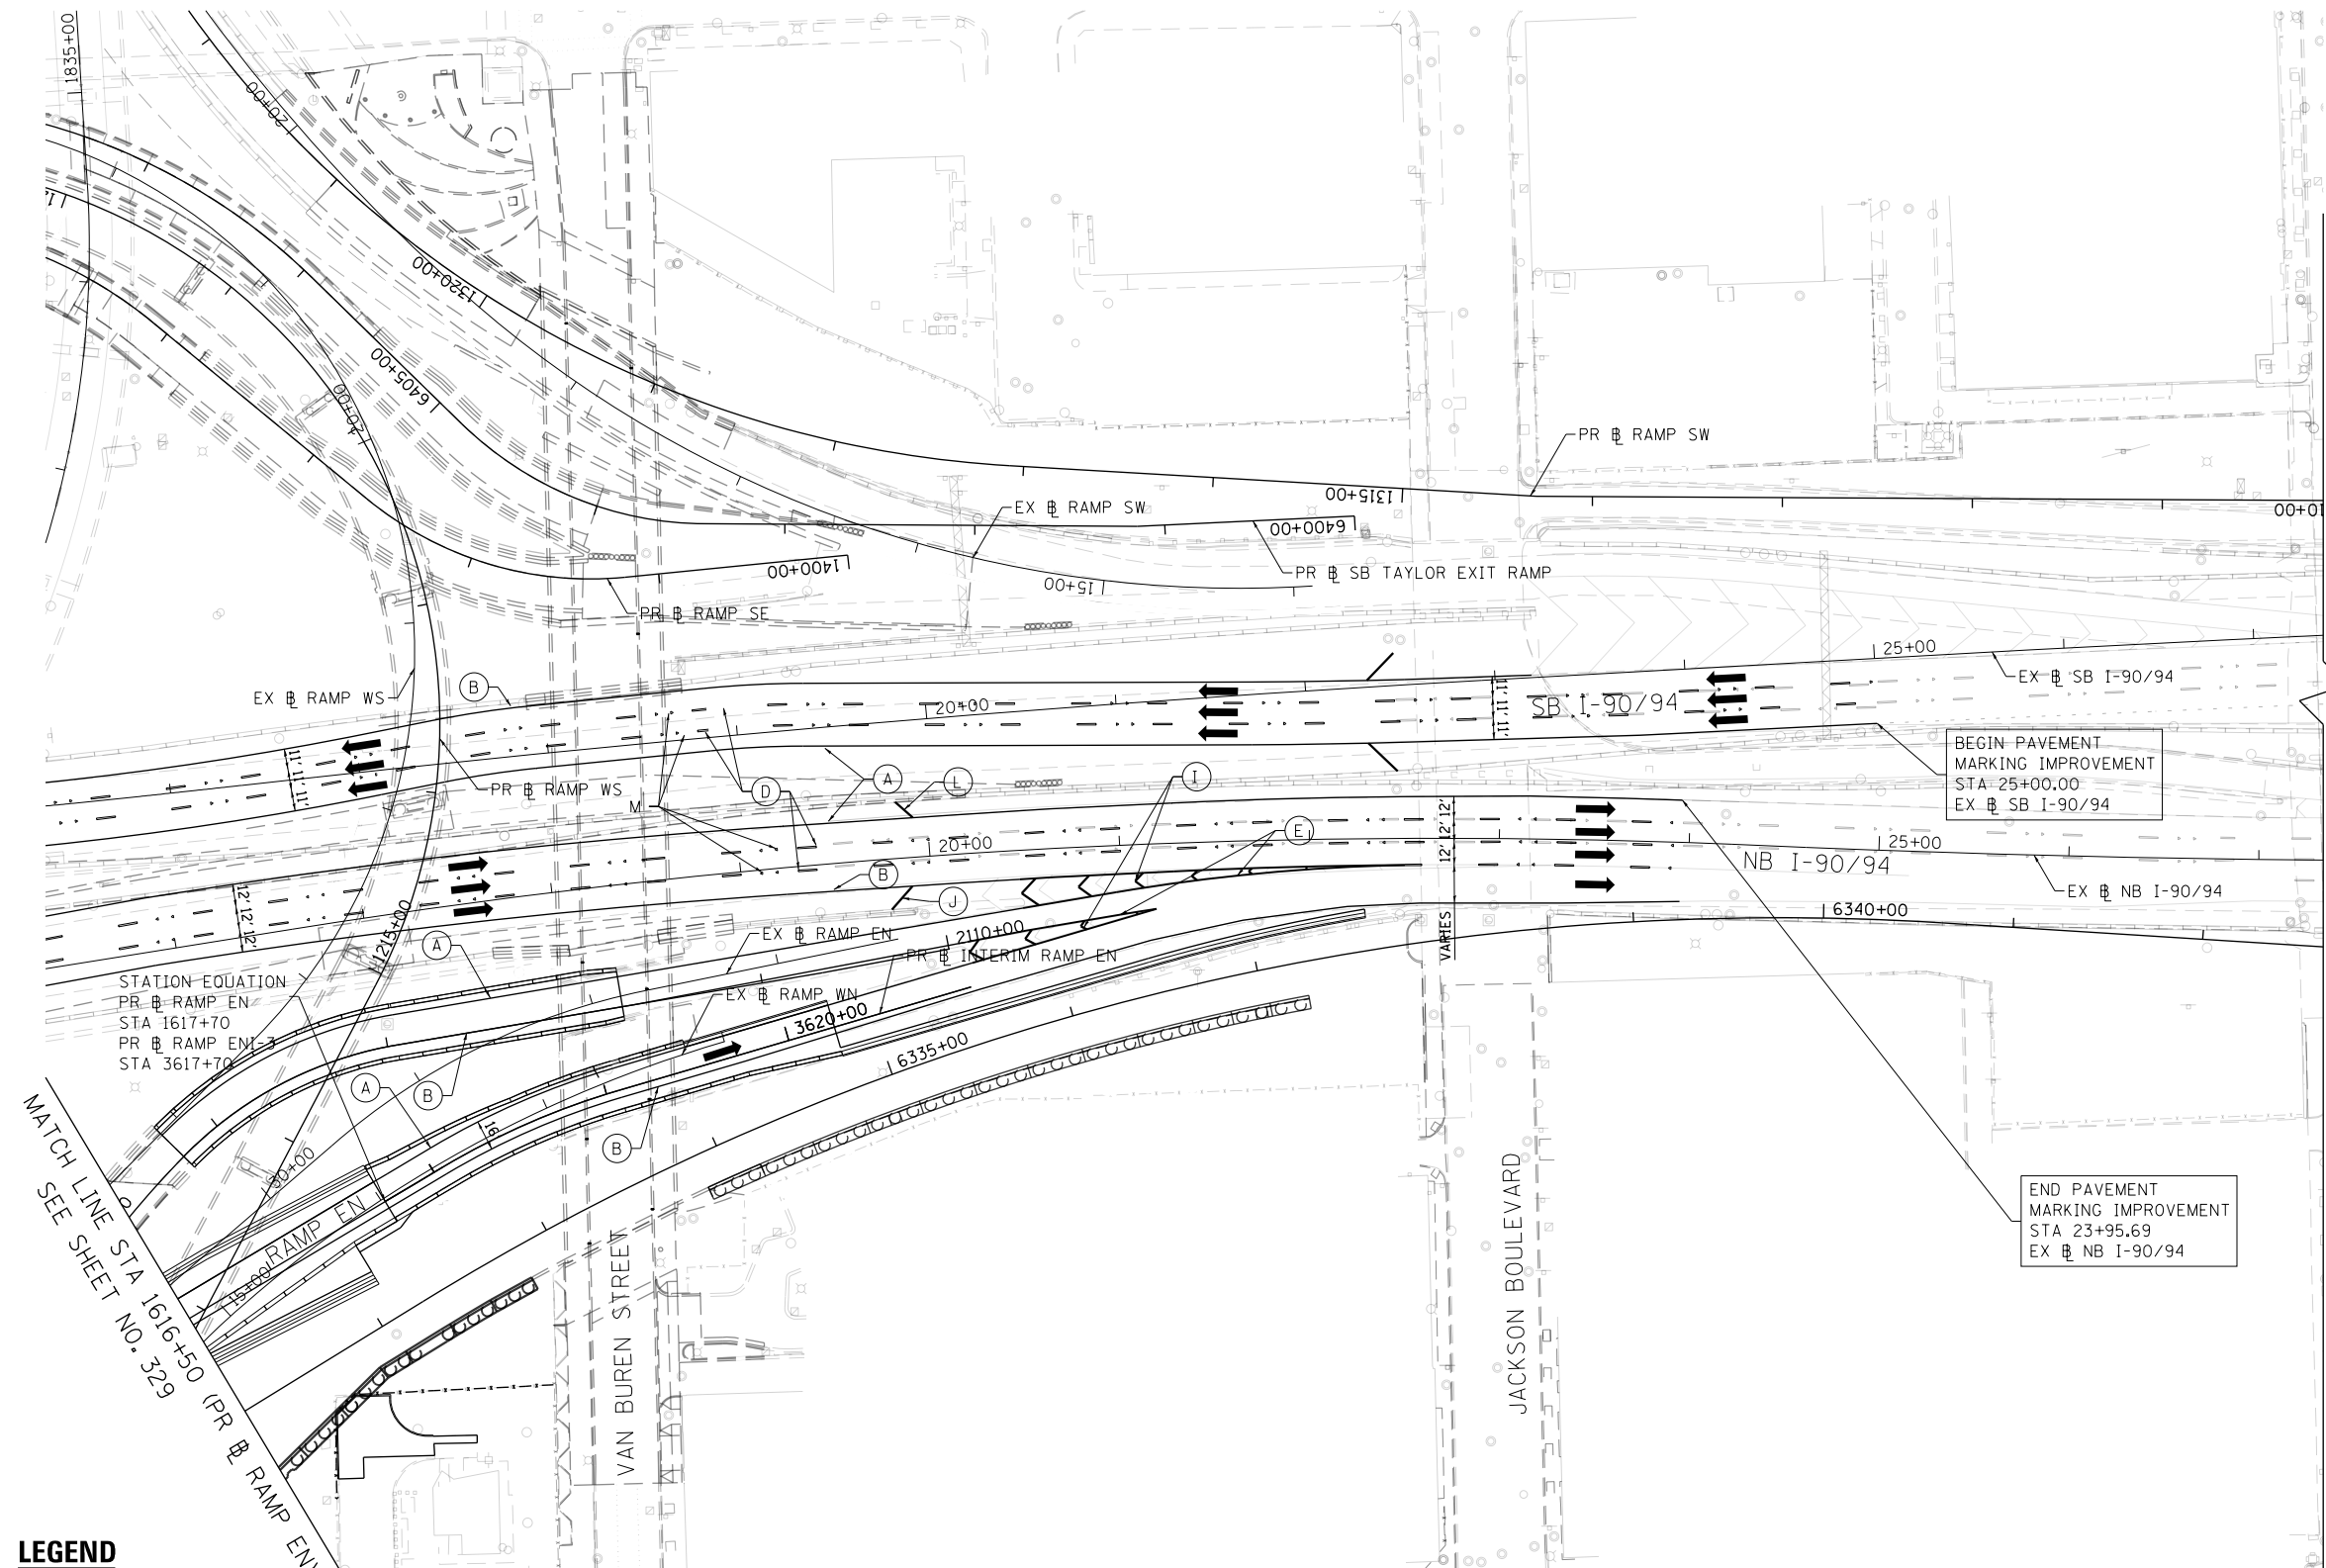 1835+00
20+00
1320+00
6405+00
40+00
PR ⅊ RAMP SW
1315+00
EX ⅊ RAMP SW
6400+00
10+00
1400+00
PR ⅊ SB TAYLOR EXIT RAMP
15+00
PR ⅊ RAMP SE
25+00
EX ⅊ SB I-90/94
EX ⅊ RAMP WS
B
20+00
11' 11' 11'
SB I-90/94
BEGIN PAVEMENT
MARKING IMPROVEMENT
STA 25+00.00
EX ⅊ SB I-90/94
11' 11' 11'
PR ⅊ RAMP WS
M
D
A
L
I
E
20+00
12' 12' 12'
25+00
NB I-90/94
EX ⅊ NB I-90/94
B
J
12' 12' 12'
1215+00
A
EX ⅊ RAMP EN
2110+00
VARIES
6340+00
PR ⅊ INTERIM RAMP EN
STATION EQUATION
PR ⅊ RAMP EN
STA 1617+70
PR ⅊ RAMP ENI-3
STA 3617+70
EX ⅊ RAMP WN
3620+00
6335+00
A
B
16'
B
30+00
RAMP EN
15+00
MATCH LINE STA 1616+50 (PR ⅊ RAMP EN)
SEE SHEET NO. 329
VAN BUREN STREET
JACKSON BOULEVARD
END PAVEMENT
MARKING IMPROVEMENT
STA 23+95.69
EX ⅊ NB I-90/94
LEGEND